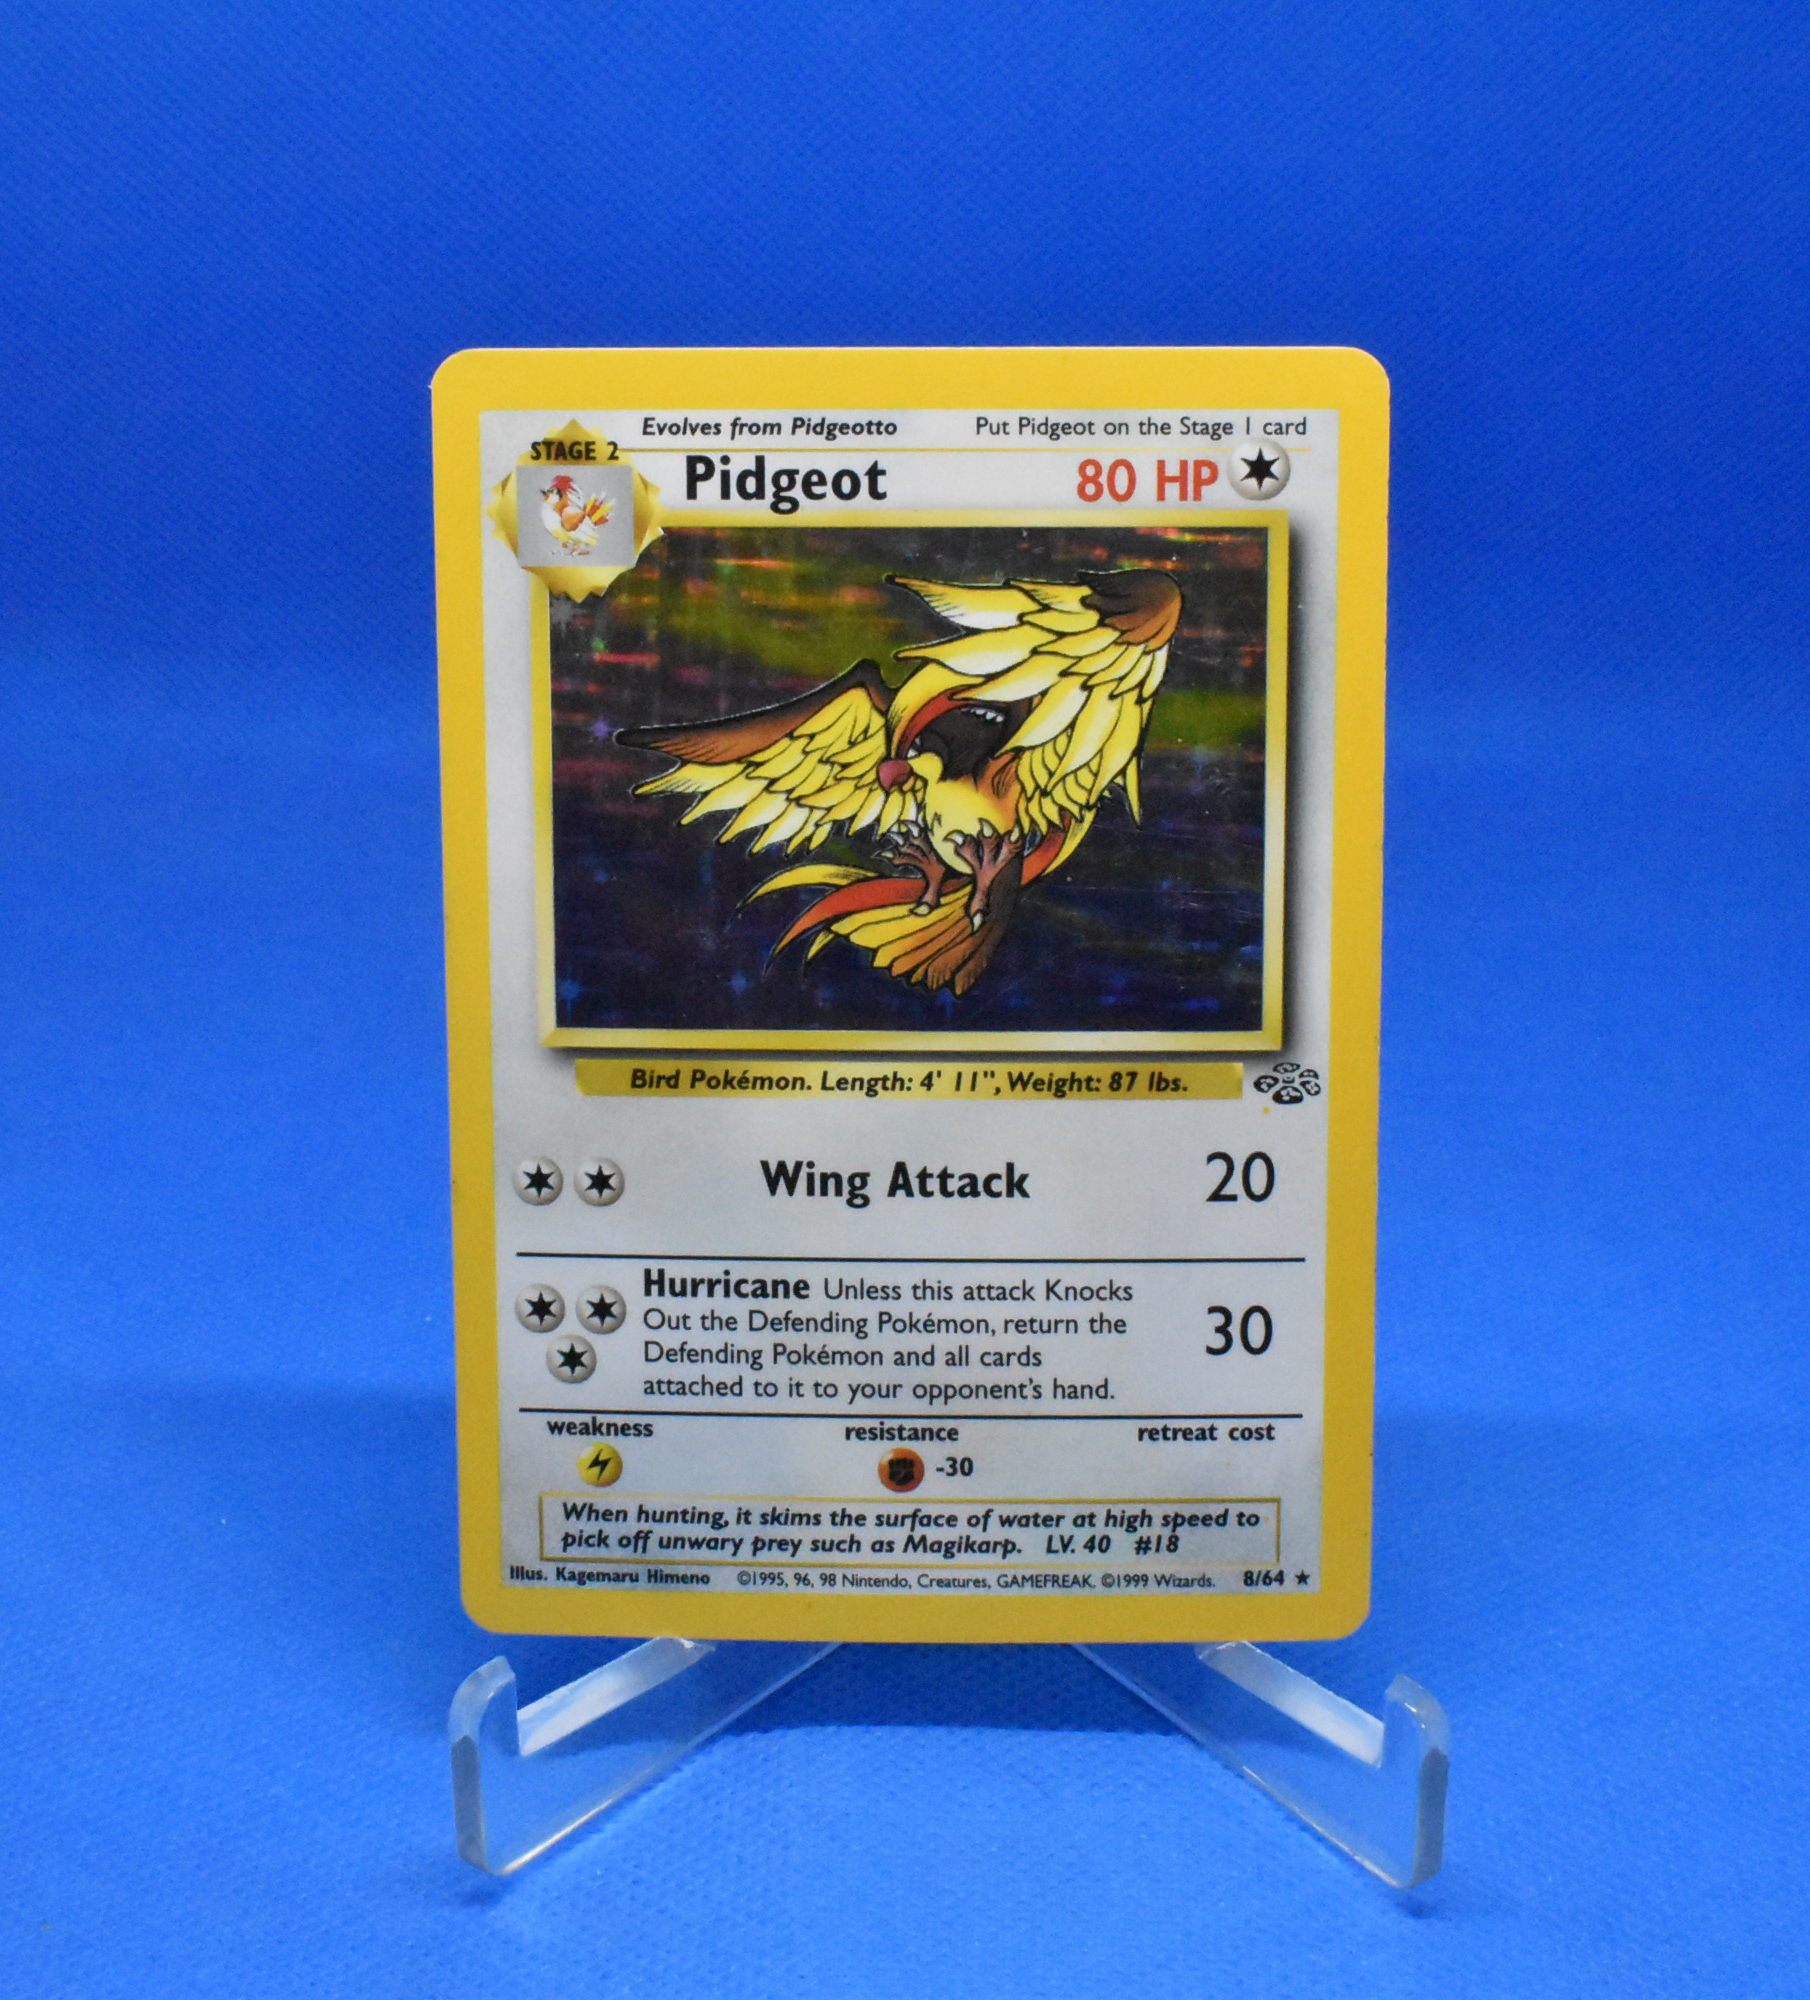 Evolves from Pidgeotto Put Pidgeot on the Stage 1 card
STAGE 2
Pidgeot 80 HP
Bird Pokémon. Length: 4' 11", Weight: 87 lbs.
Wing Attack 20
Hurricane Unless this attack Knocks
Out the Defending Pokémon, return the
Defending Pokémon and all cards
attached to it to your opponent's hand.
30
weakness resistance retreat cost
-30
When hunting, it skims the surface of water at high speed to
pick off unwary prey such as Magikarp. LV. 40 #18
Illus. Kagemaru Himeno ©1995, 96, 98 Nintendo, Creatures, GAMEFREAK. ©1999 Wizards. 8/64 ★